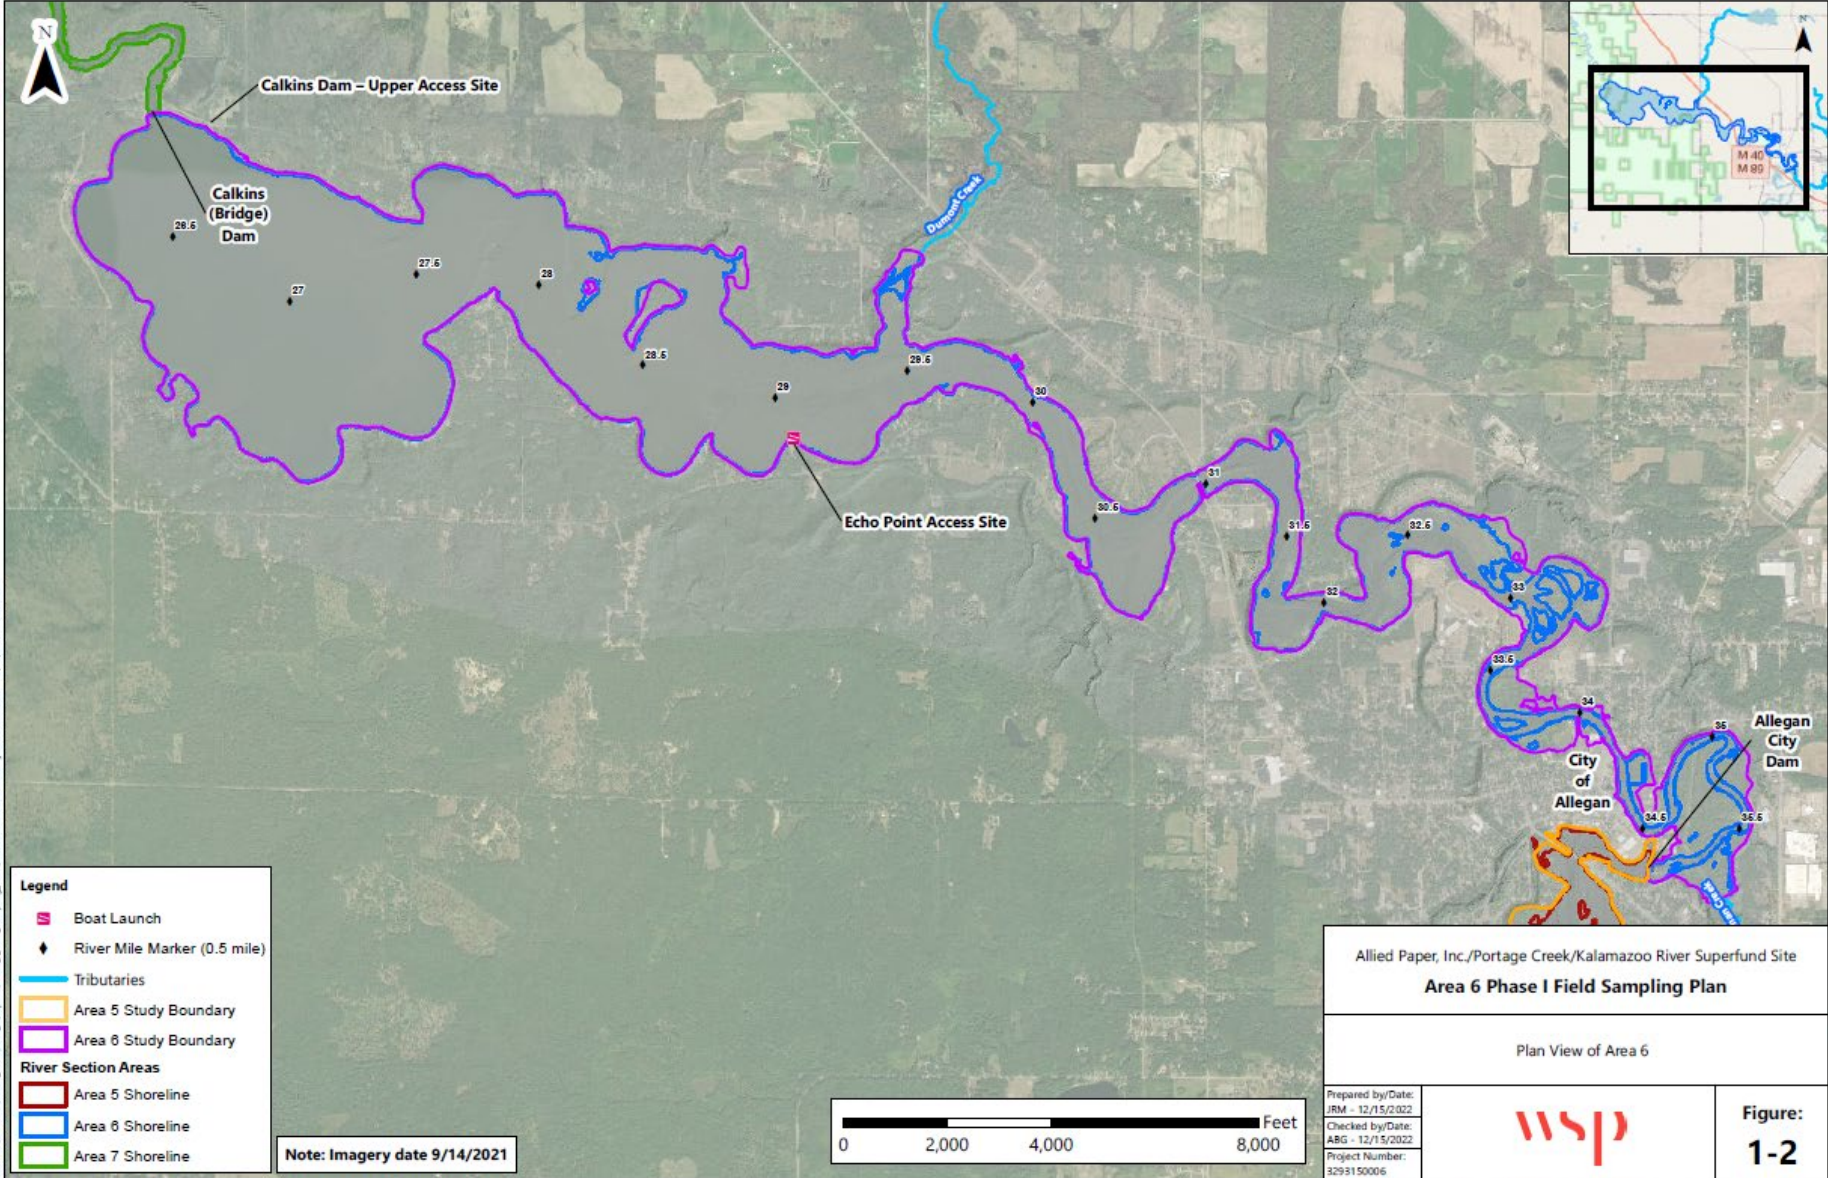 N
Calkins Dam – Upper Access Site
Calkins
(Bridge)
Dam
Dumont Creek
N
M 40
M 89
26.5
27
27.5
28
28.5
29
29.5
30
30.5
31
31.5
32
32.5
33
33.5
34
34.5
35
35.5
Echo Point Access Site
Allegan
City
Dam
City
of
Allegan
Creek
Legend
Boat Launch
River Mile Marker (0.5 mile)
Tributaries
Area 5 Study Boundary
Area 6 Study Boundary
River Section Areas
Area 5 Shoreline
Area 6 Shoreline
Area 7 Shoreline
Note: Imagery date 9/14/2021
Feet
0 2,000 4,000 8,000
Allied Paper, Inc./Portage Creek/Kalamazoo River Superfund Site
Area 6 Phase I Field Sampling Plan
Plan View of Area 6
Prepared by/Date:
JRM - 12/15/2022
Checked by/Date:
ABG - 12/15/2022
Project Number:
3293150006
wsp
Figure:
1-2